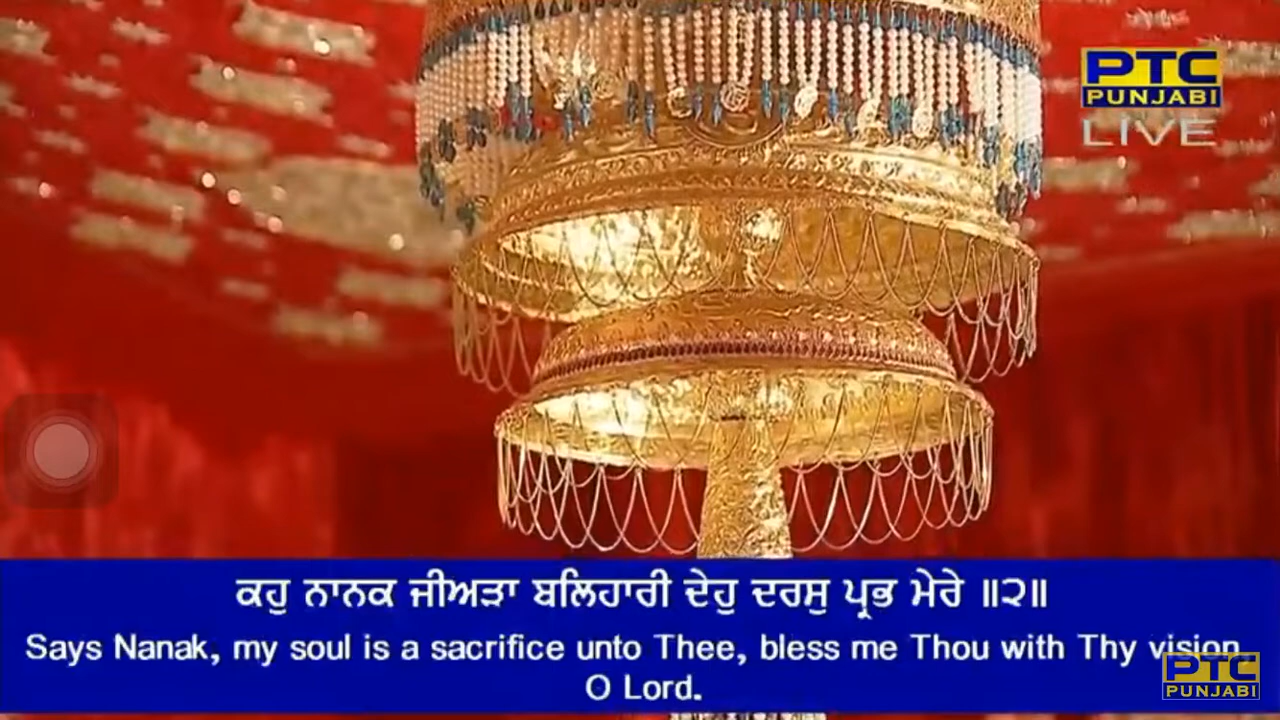 PTC
PUNJABI
LIVE
ਕਹੁ ਨਾਨਕ ਜੀਅੜਾ ਬਲਿਹਾਰੀ ਦੇਹੁ ਦਰਸੁ ਪ੍ਰਭ ਮੇਰੇ ॥੨॥
Says Nanak, my soul is a sacrifice unto Thee, bless me Thou with Thy vision,
O Lord.
PTC
PUNJABI